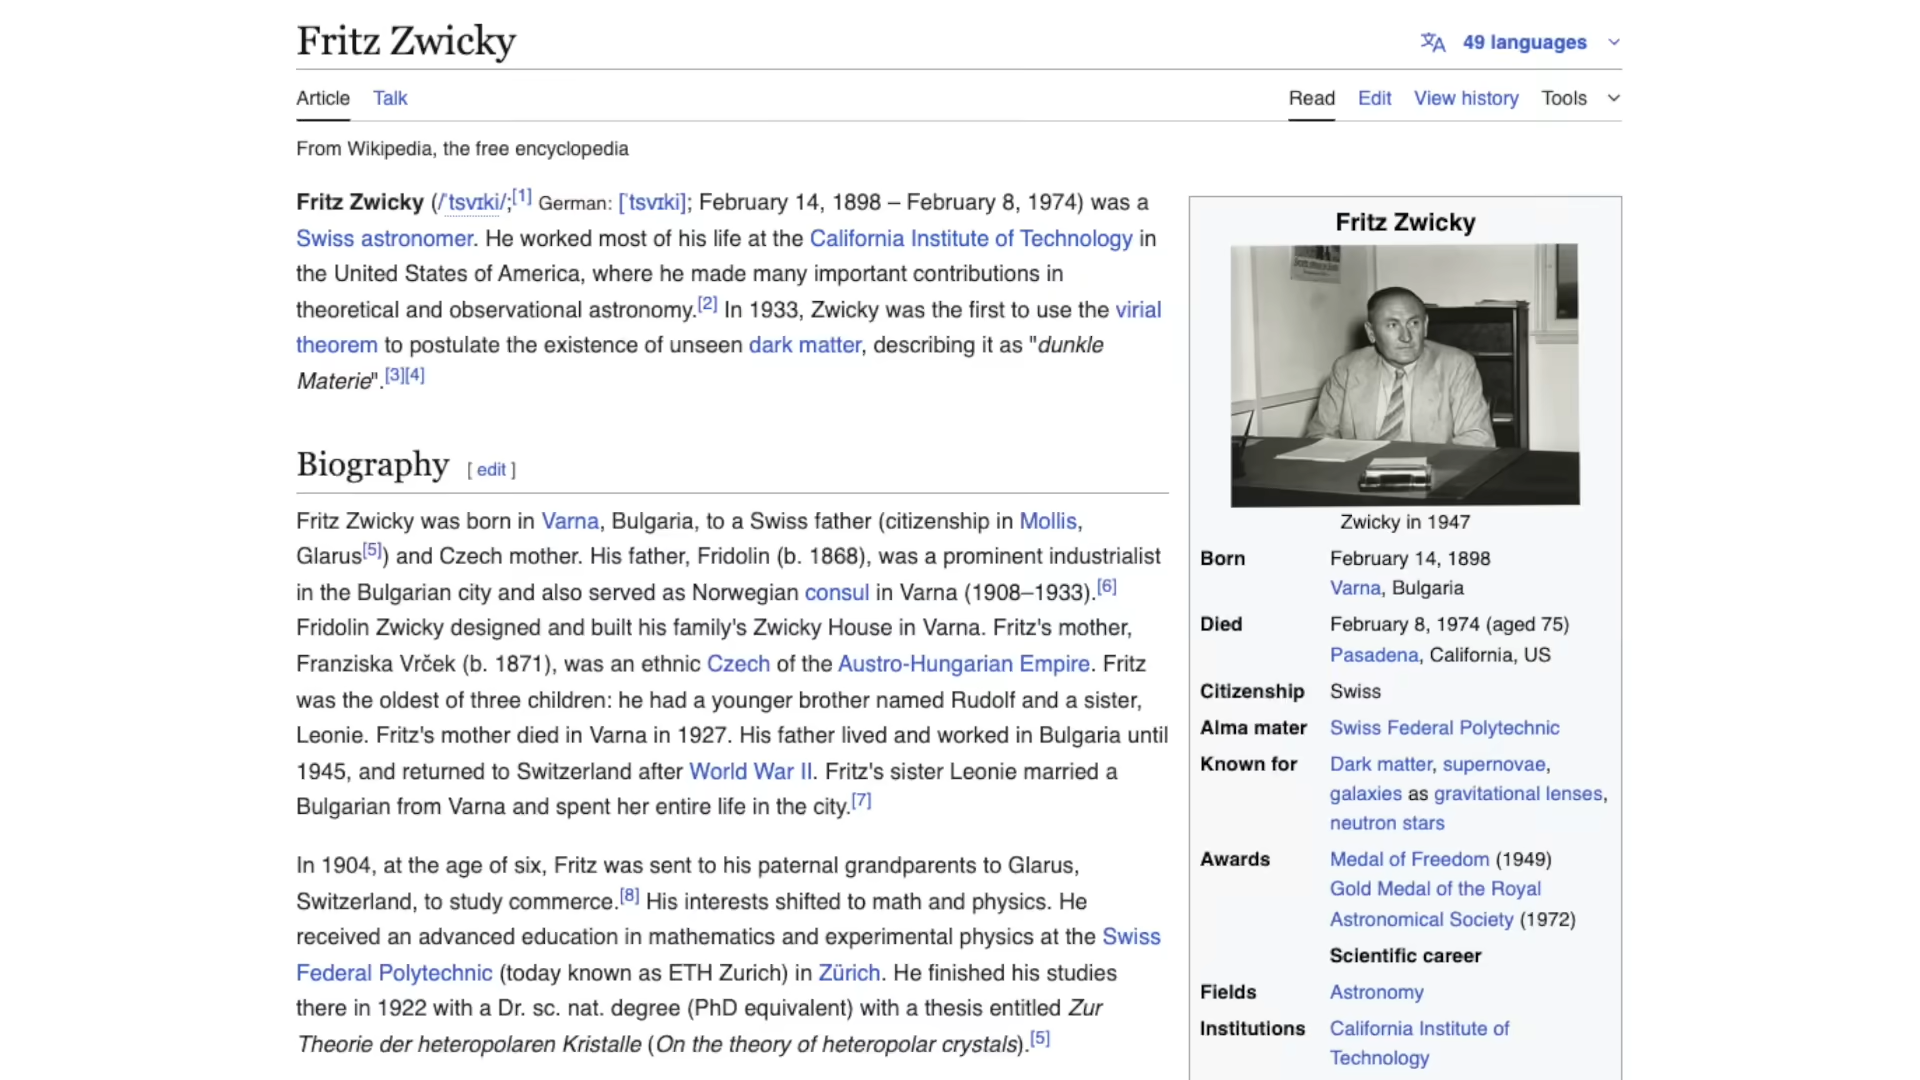 Fritz Zwicky
49 languages
Article Talk
Read Edit View history Tools
From Wikipedia, the free encyclopedia
Fritz Zwicky (/ˈtsvɪki/;[1] German: [ˈtsvɪki]; February 14, 1898 – February 8, 1974) was a
Swiss astronomer. He worked most of his life at the California Institute of Technology in
the United States of America, where he made many important contributions in
theoretical and observational astronomy.[2] In 1933, Zwicky was the first to use the virial
theorem to postulate the existence of unseen dark matter, describing it as "dunkle
Materie".[3][4]
Biography [ edit ]
Fritz Zwicky was born in Varna, Bulgaria, to a Swiss father (citizenship in Mollis,
Glarus[5]) and Czech mother. His father, Fridolin (b. 1868), was a prominent industrialist
in the Bulgarian city and also served as Norwegian consul in Varna (1908–1933).[6]
Fridolin Zwicky designed and built his family's Zwicky House in Varna. Fritz's mother,
Franziska Vrček (b. 1871), was an ethnic Czech of the Austro-Hungarian Empire. Fritz
was the oldest of three children: he had a younger brother named Rudolf and a sister,
Leonie. Fritz's mother died in Varna in 1927. His father lived and worked in Bulgaria until
1945, and returned to Switzerland after World War II. Fritz's sister Leonie married a
Bulgarian from Varna and spent her entire life in the city.[7]
In 1904, at the age of six, Fritz was sent to his paternal grandparents to Glarus,
Switzerland, to study commerce.[8] His interests shifted to math and physics. He
received an advanced education in mathematics and experimental physics at the Swiss
Federal Polytechnic (today known as ETH Zurich) in Zürich. He finished his studies
there in 1922 with a Dr. sc. nat. degree (PhD equivalent) with a thesis entitled Zur
Theorie der heteropolaren Kristalle (On the theory of heteropolar crystals).[5]
Fritz Zwicky
Zwicky in 1947
Born February 14, 1898
Varna, Bulgaria
Died February 8, 1974 (aged 75)
Pasadena, California, US
Citizenship Swiss
Alma mater Swiss Federal Polytechnic
Known for Dark matter, supernovae,
galaxies as gravitational lenses,
neutron stars
Awards Medal of Freedom (1949)
Gold Medal of the Royal
Astronomical Society (1972)
Scientific career
Fields Astronomy
Institutions California Institute of
Technology